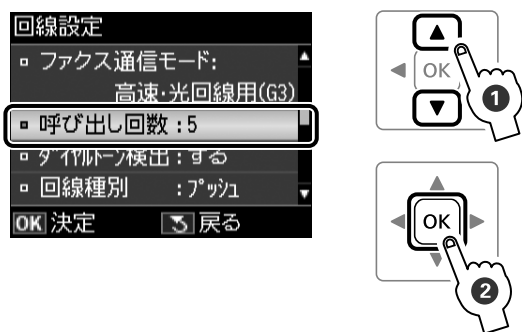 回線設定
ファクス通信モード:
高速・光回線用(G3)
呼び出し回数:5
ﾀﾞｲﾔﾙﾄｰﾝ検出:する
回線種別 :ﾌﾟｯｼｭ
OK 決定 戻る
OK
1
OK
2